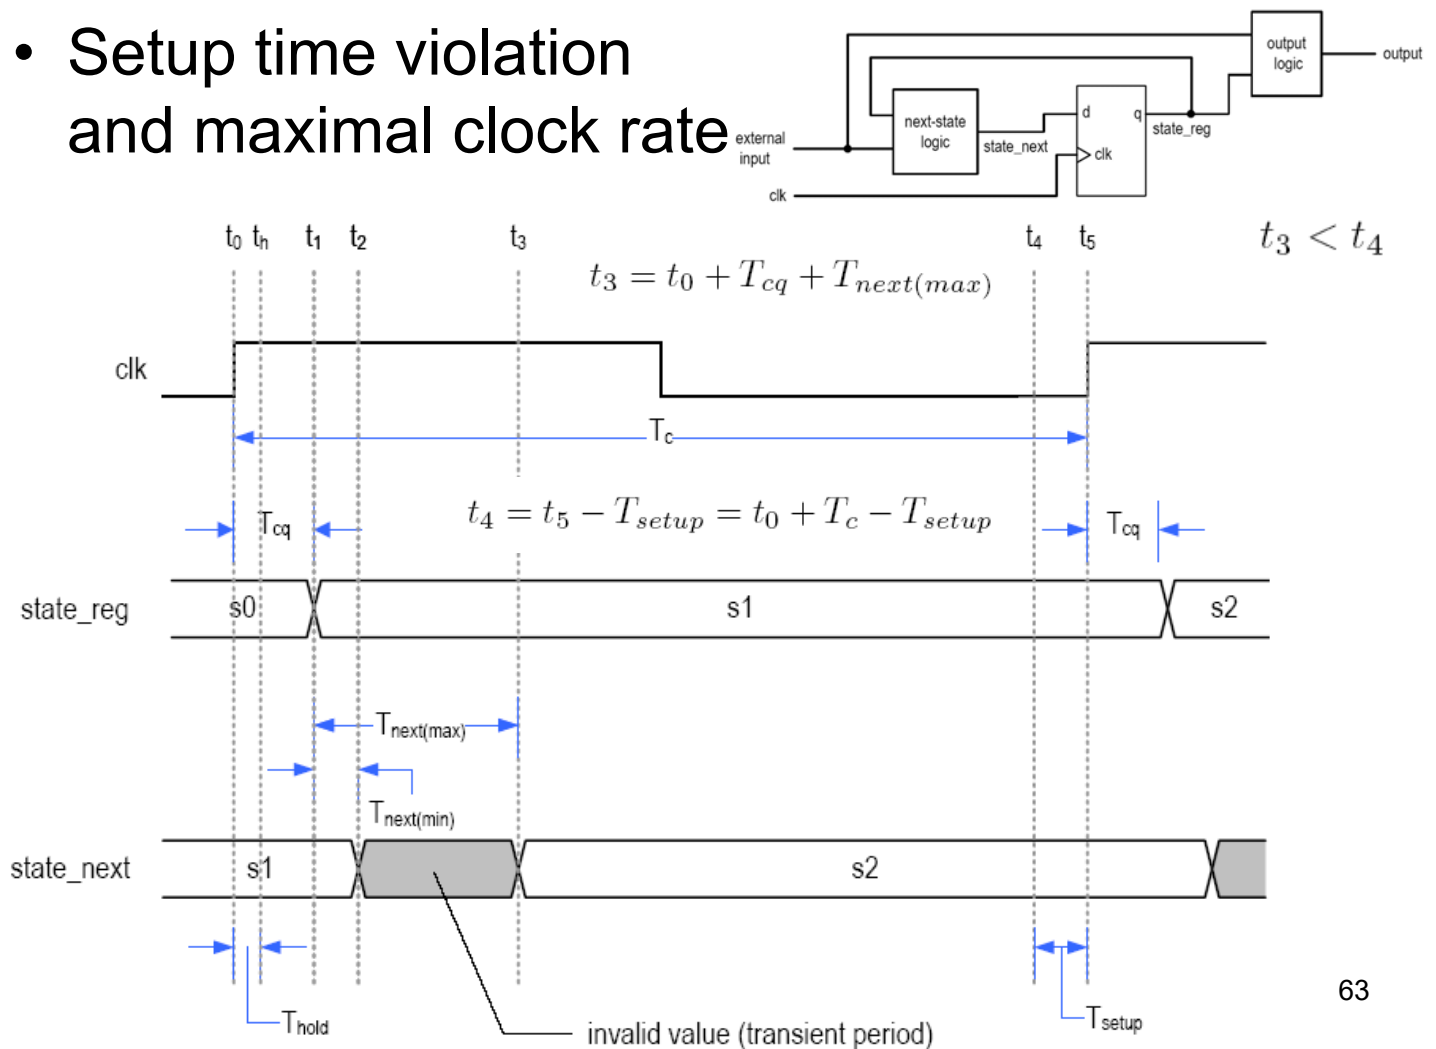 • Setup time violation
and maximal clock rate
external
input
next-state
logic
state_next
d
q
clk
state_reg
output
logic
output
clk
t0 th t1 t2 t3 t4 t5
t3 < t4
t3 = t0 + Tcq + Tnext(max)
clk
Tc
t4 = t5 − Tsetup = t0 + Tc − Tsetup
Tcq
Tcq
state_reg
s0
s1
s2
Tnext(max)
Tnext(min)
state_next
s1
s2
Thold
Tsetup
invalid value (transient period)
63